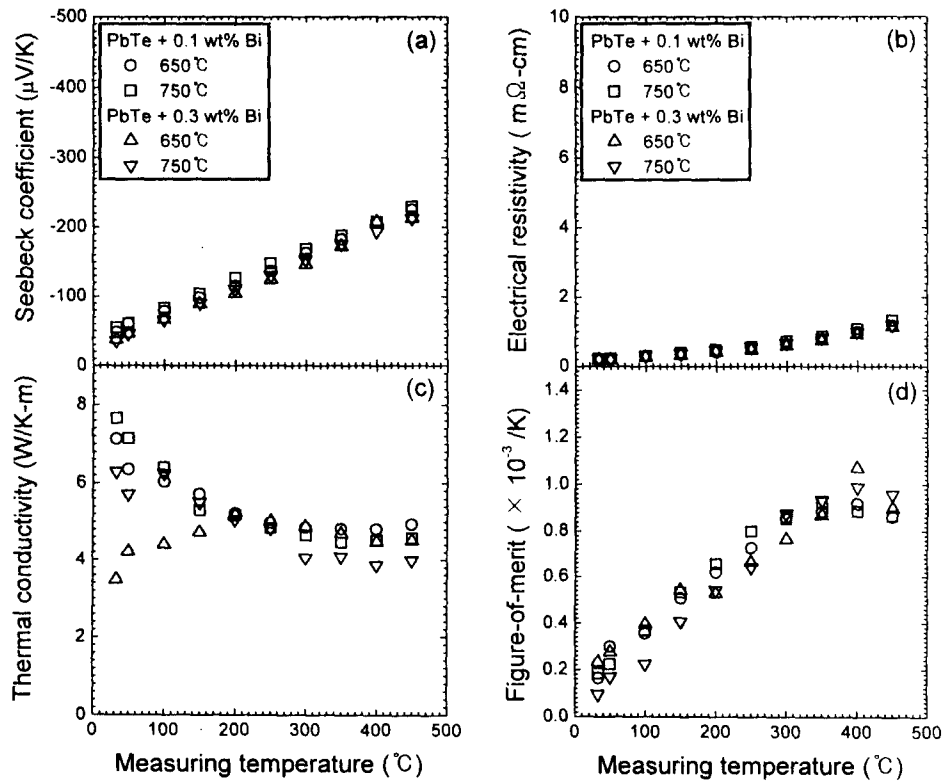 (a)
PbTe + 0.1 wt% Bi
650℃
750℃
PbTe + 0.3 wt% Bi
650℃
750℃
Seebeck coefficient (μV/K)
-500
-400
-300
-200
-100
0
(b)
PbTe + 0.1 wt% Bi
650℃
750℃
PbTe + 0.3 wt% Bi
650℃
750℃
Electrical resistivity ( mΩ-cm)
10
8
6
4
2
0
(c)
Thermal conductivity (W/K-m)
8
6
4
2
0
0 100 200 300 400 500
Measuring temperature (℃)
(d)
Figure-of-merit ( × 10⁻³ /K)
1.4
1.2
1.0
0.8
0.6
0.4
0.2
0.0
0 100 200 300 400 500
Measuring temperature (℃)